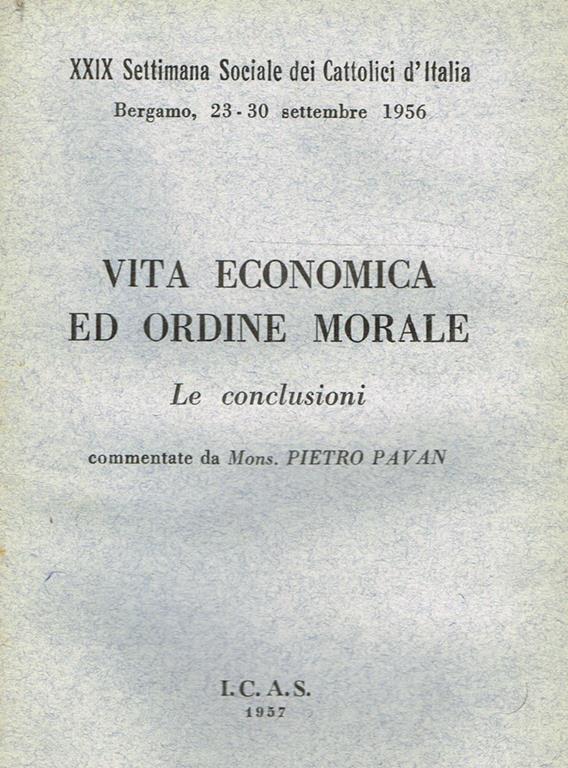 XXIX Settimana Sociale dei Cattolici d'Italia
Bergamo, 23 - 30 settembre 1956
VITA ECONOMICA
ED ORDINE MORALE
Le conclusioni
commentate da Mons. PIETRO PAVAN
I. C. A. S.
1957